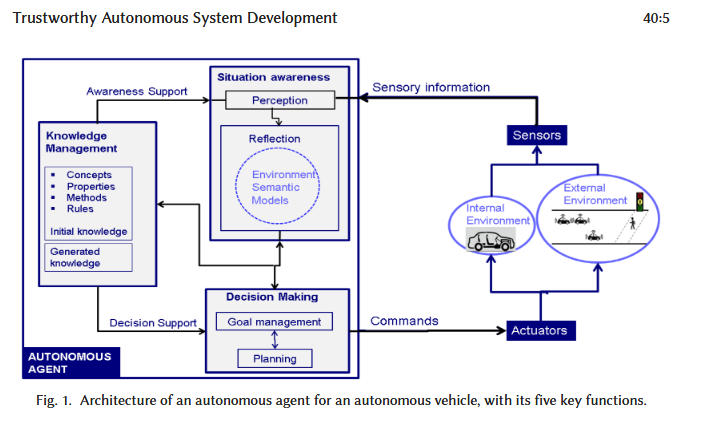 Trustworthy Autonomous System Development
40:5
Situation awareness
Awareness Support
Perception
Sensory information
Knowledge
Management
Reflection
Sensors
▪ Concepts
▪ Properties
▪ Methods
▪ Rules
Initial knowledge
Generated
knowledge
Environment
Semantic
Models
Internal
Environment
External
Environment
Decision Making
Decision Support
Goal management
Commands
Actuators
Planning
AUTONOMOUS
AGENT
Fig. 1. Architecture of an autonomous agent for an autonomous vehicle, with its five key functions.